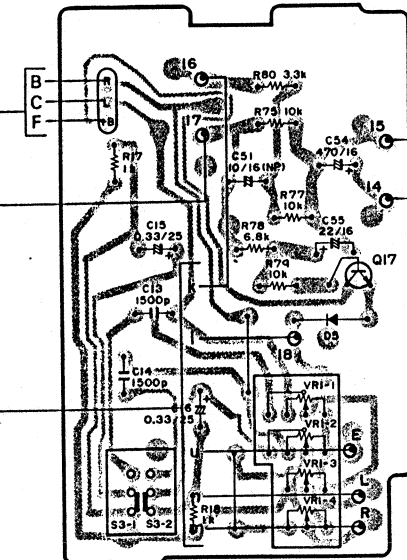 16
R80 3.3k
B
R
C
L
F
B
R75 10k
15
17
C54
470/16
R17
C51
10/16(NP)
14
R77
10k
C15
0.33/25
R78
6.8k
C55
22/16
R79
10k
Q17
C13
1500p
D5
18
C14
1500p
VR1-1
0.33/25
VR1-2
E
VR1-3
L
VR1-4
R18
1k
R
S3-1 S3-2